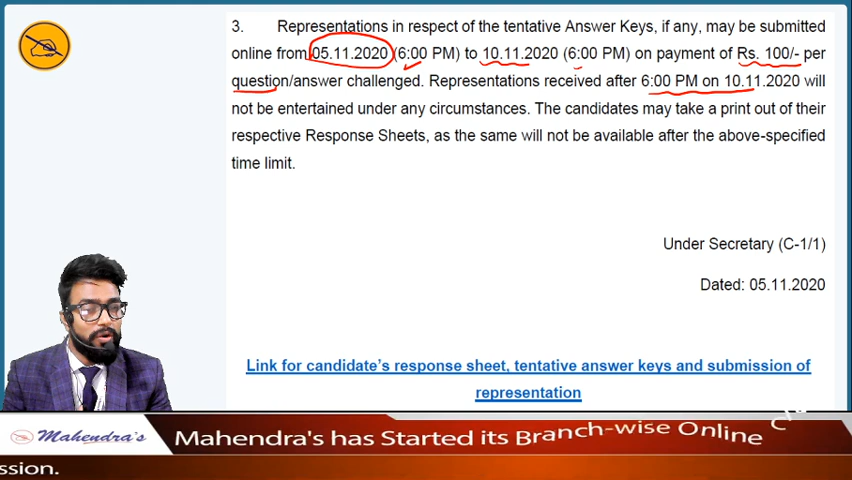 3. Representations in respect of the tentative Answer Keys, if any, may be submitted
online from 05.11.2020 (6:00 PM) to 10.11.2020 (6:00 PM) on payment of Rs. 100/- per
question/answer challenged. Representations received after 6:00 PM on 10.11.2020 will
not be entertained under any circumstances. The candidates may take a print out of their
respective Response Sheets, as the same will not be available after the above-specified
time limit.
Under Secretary (C-1/1)
Dated: 05.11.2020
Link for candidate's response sheet, tentative answer keys and submission of
representation
Mahendra's
Mahendra's has Started its Branch-wise Online
ssion.